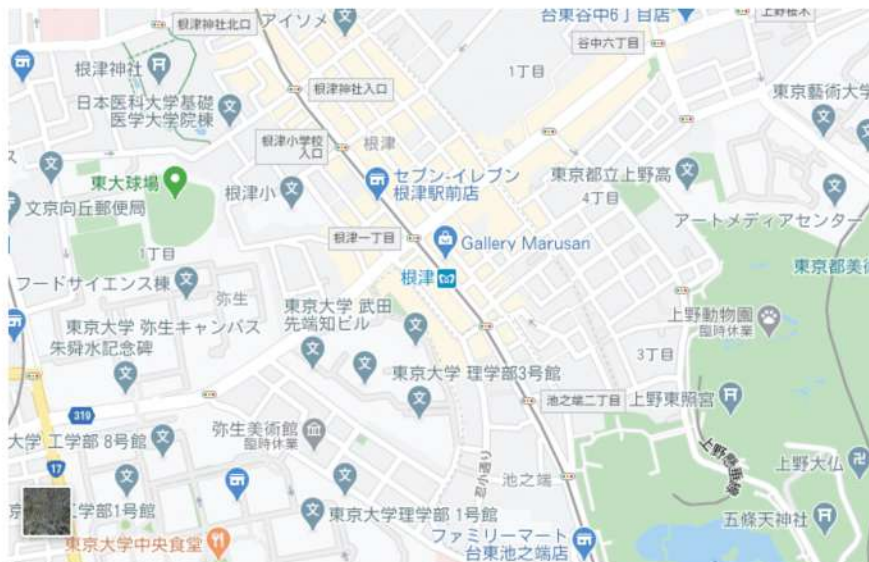 根津神社北口
アイソメ
台東谷中6丁目店
上野桜木
谷中六丁目
根津神社
1丁目
根津神社入口
日本医科大学基礎
医学大学院棟
東京藝術大学
根津小学校
入口
根津
ス
東大球場
セブン-イレブン
根津駅前店
東京都立上野高
根津小
4丁目
文京向丘郵便局
アートメディアセンター
根津一丁目
Gallery Marusan
1丁目
東京都美術
フードサイエンス棟
根津
弥生
東京大学 武田
先端知ビル
上野動物園
臨時休業
東京大学 弥生キャンパス
朱舜水記念碑
3丁目
東京大学 理学部3号館
池之端二丁目
上野東照宮
319
弥生美術館
臨時休業
大学 工学部 8号館
上野懸垂線
17
忍小通り
池之端
上野大仏
工学部1号館
東京大学理学部 1号館
五條天神社
東京大学中央食堂
ファミリーマート
台東池之端店